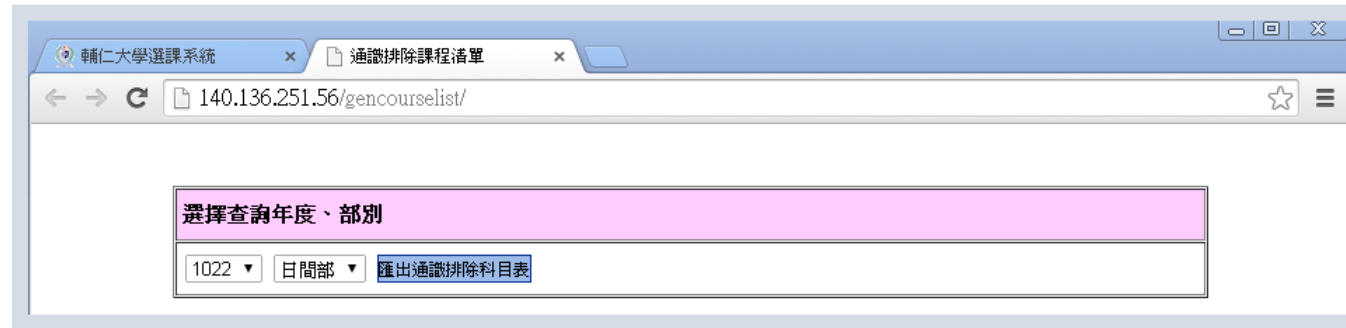 輔仁大學選課系統
通識排除課程清單
140.136.251.56/gencourselist/
選擇查詢年度、部別
1022 日間部 匯出通識排除科目表